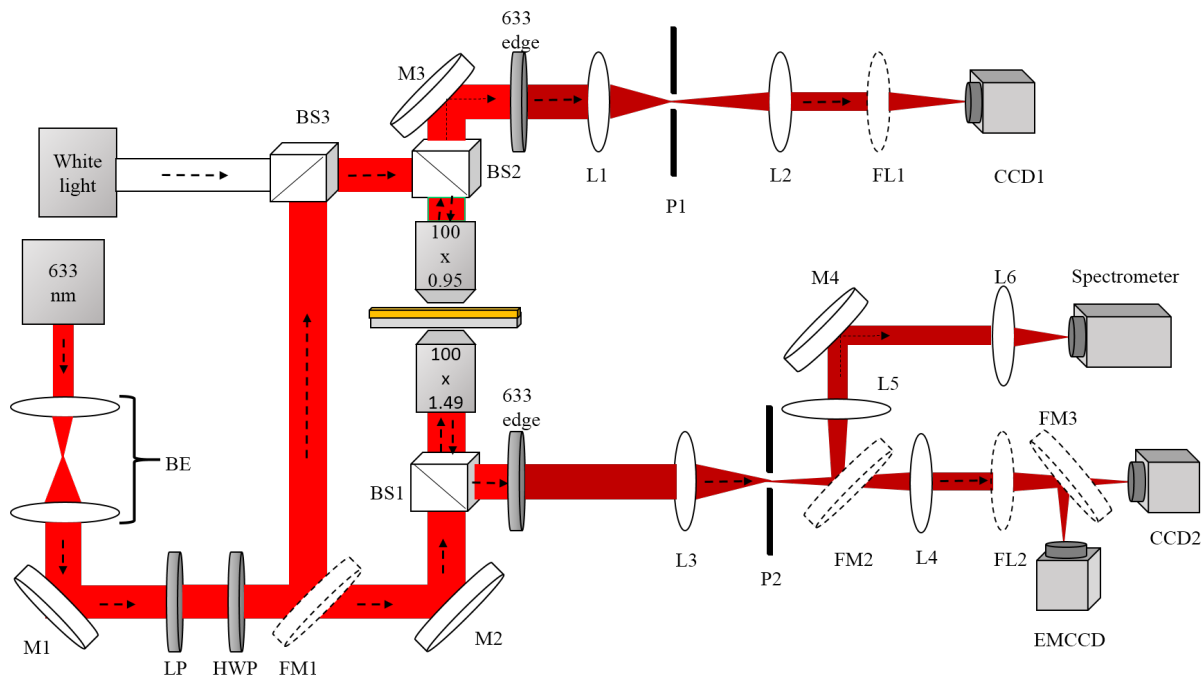 633
edge
M3
BS3
White
light
BS2
L1
P1
L2
FL1
CCD1
633
nm
100
x
0.95
M4
L6
Spectrometer
100
x
1.49
633
edge
L5
FM3
BE
BS1
L3
P2
FM2
L4
FL2
CCD2
EMCCD
M1
LP
HWP
FM1
M2